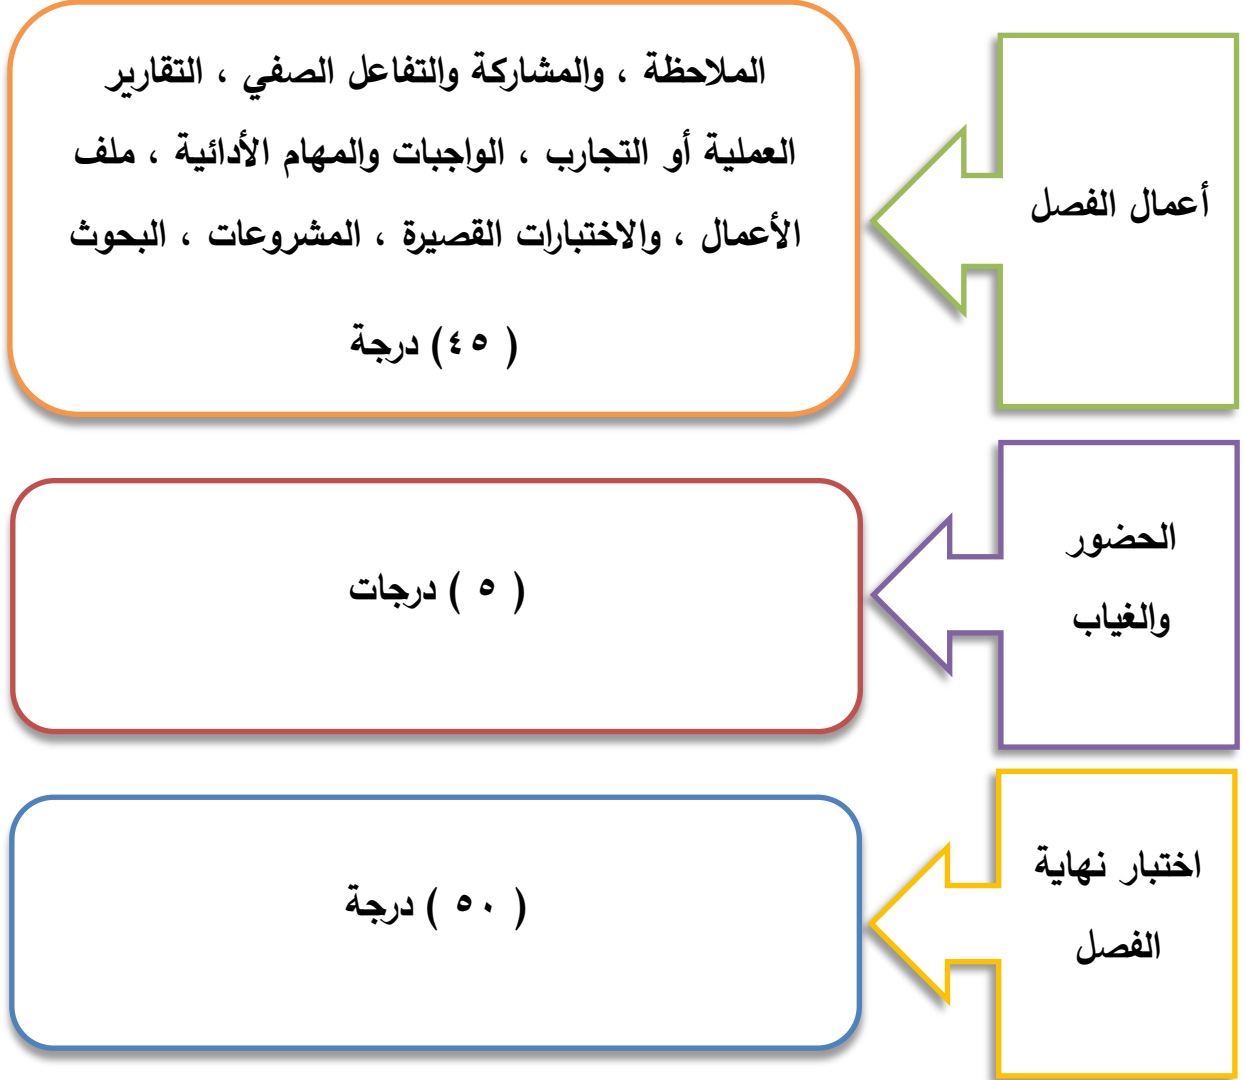 أعمال الفصل
الملاحظة ، والمشاركة والتفاعل الصفي ، التقارير
العملية أو التجارب ، الواجبات والمهام الأدائية ، ملف
الأعمال ، والاختبارات القصيرة ، المشروعات ، البحوث
( ٤٥) درجة
الحضور
والغياب
( ٥ ) درجات
اختبار نهاية
الفصل
( ٥٠ ) درجة